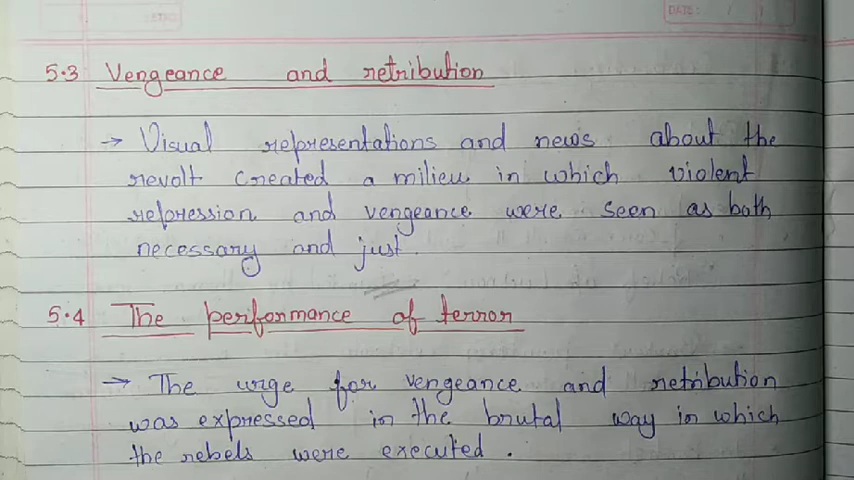 DATE: / /
5.3 Vengeance and retribution
→ Visual representations and news about the
revolt created a milieu in which violent
repression and vengeance were seen as both
necessary and just.
5.4 The performance of terror
→ The urge for vengeance and retribution
was expressed in the brutal way in which
the rebels were executed.